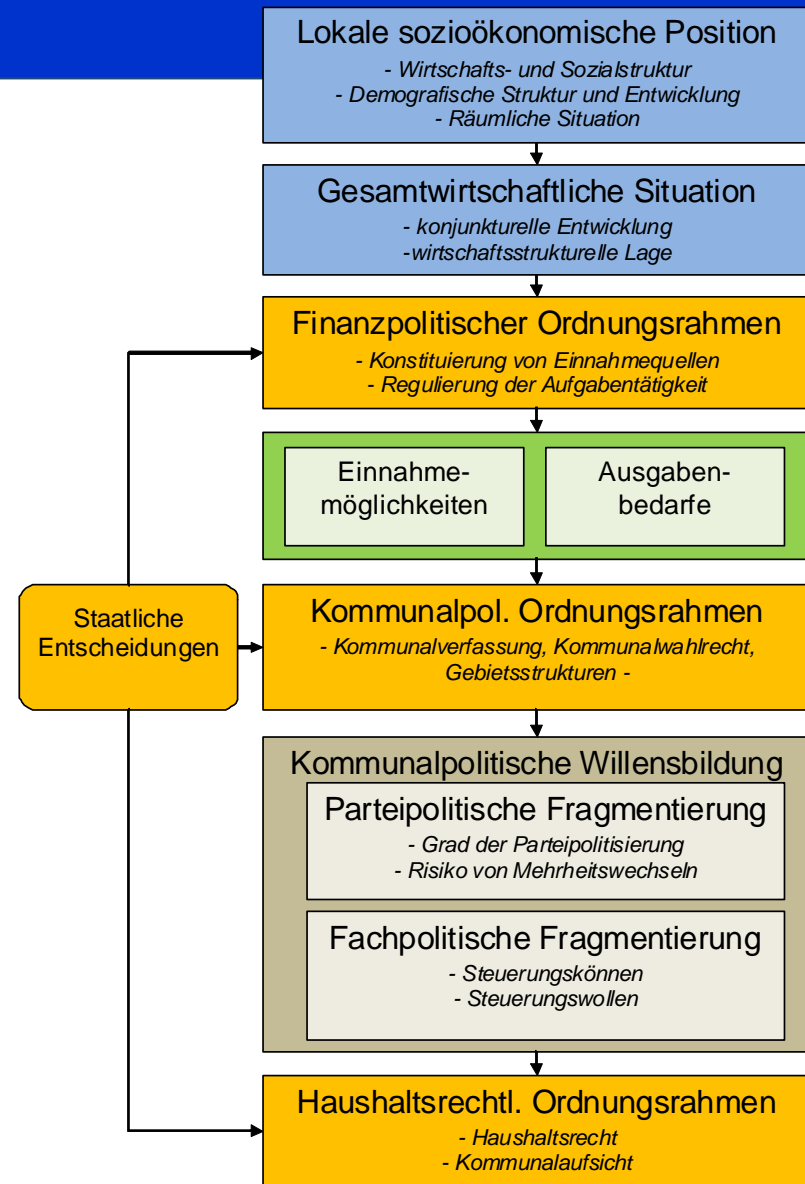 Lokale sozioökonomische Position
- Wirtschafts- und Sozialstruktur
- Demografische Struktur und Entwicklung
- Räumliche Situation
Gesamtwirtschaftliche Situation
- konjunkturelle Entwicklung
-wirtschaftsstrukturelle Lage
Finanzpolitischer Ordnungsrahmen
- Konstituierung von Einnahmequellen
- Regulierung der Aufgabentätigkeit
Einnahme-
möglichkeiten
Ausgaben-
bedarfe
Staatliche
Entscheidungen
Kommunalpol. Ordnungsrahmen
- Kommunalverfassung, Kommunalwahlrecht,
Gebietsstrukturen -
Kommunalpolitische Willensbildung
Parteipolitische Fragmentierung
- Grad der Parteipolitisierung
- Risiko von Mehrheitswechseln
Fachpolitische Fragmentierung
- Steuerungskönnen
- Steuerungswollen
Haushaltsrechtl. Ordnungsrahmen
- Haushaltsrecht
- Kommunalaufsicht